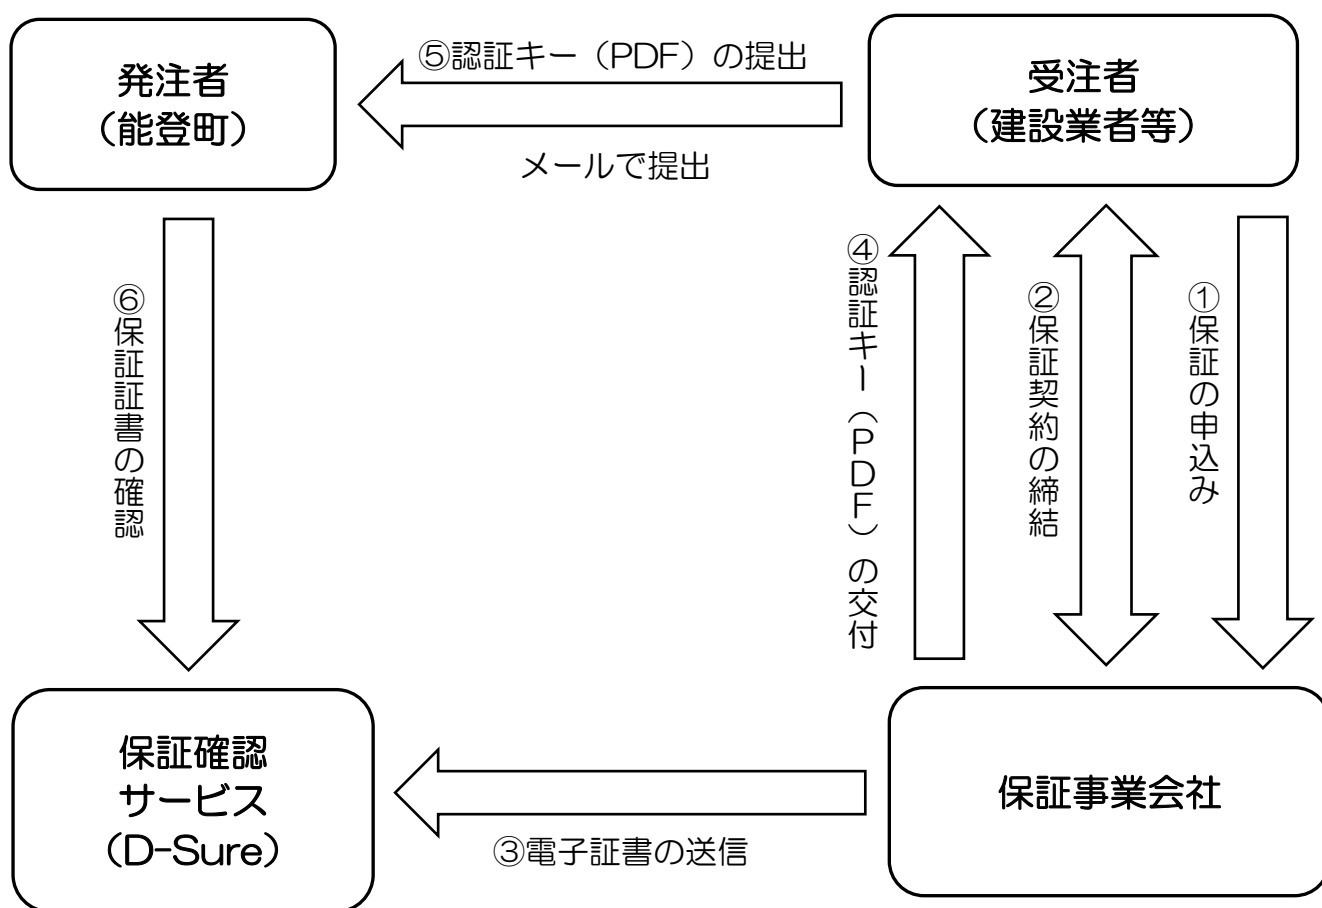 発注者
（能登町）
⑤認証キー（PDF）の提出
メールで提出
受注者
（建設業者等）
⑥保証証書の確認
④認証キー（PDF）の交付
②保証契約の締結
①保証の申込み
保証確認
サービス
（D-Sure）
③電子証書の送信
保証事業会社